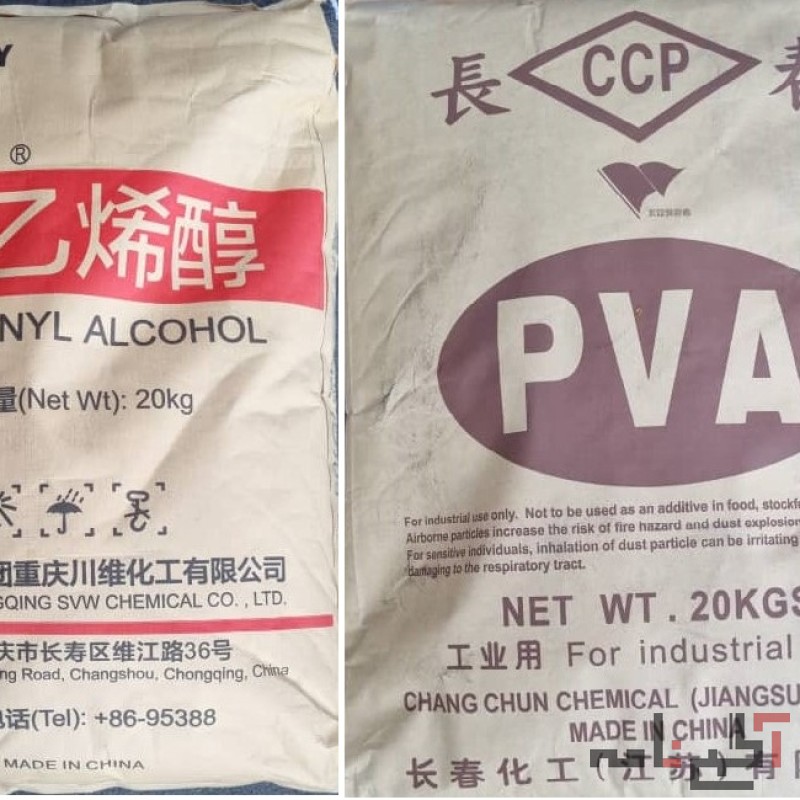 Y
®
乙烯醇
NYL ALCOHOL
量(Net Wt): 20kg
团重庆川维化工有限公司
GQING SVW CHEMICAL CO. , LTD.
庆市长寿区维江路36号
ng Road, Changshou, Chongqing, China
电话(Tel): +86-95388
MADE IN CHINA
長 CCP 春
PVA
For industrial use only. Not to be used as an additive in food, stockfe
Airborne particles increase the risk of fire hazard and dust explosion
For sensitive individuals, inhalation of dust particle can be irritating
damaging to the respiratory tract.
NET WT. 20KGS
工业用 For industrial
CHANG CHUN CHEMICAL (JIANGSU
MADE IN CHINA
长春化工(江苏)有限